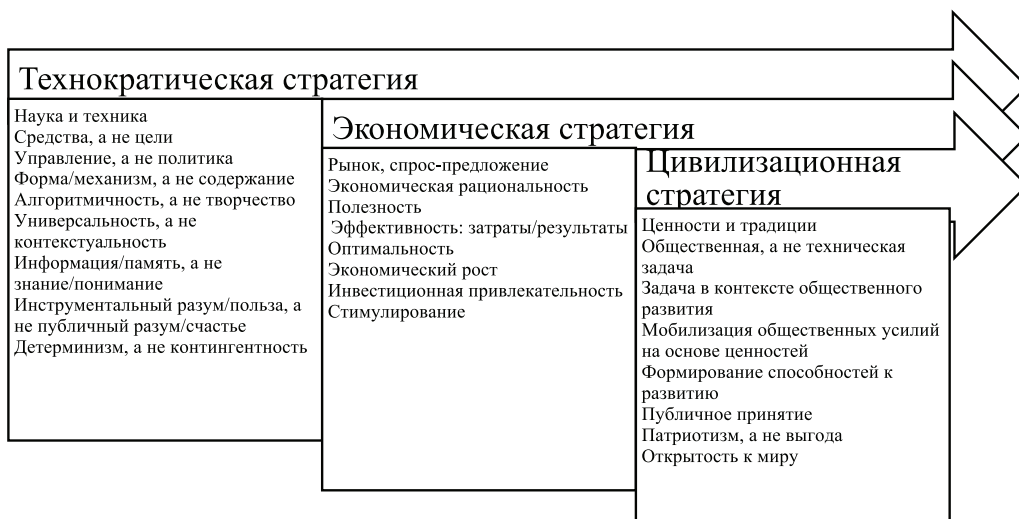 Технократическая стратегия
Наука и техника
Средства, а не цели
Управление, а не политика
Форма/механизм, а не содержание
Алгоритмичность, а не творчество
Универсальность, а не
контекстуальность
Информация/память, а не
знание/понимание
Инструментальный разум/польза, а
не публичный разум/счастье
Детерминизм, а не контингентность
Экономическая стратегия
Рынок, спрос-предложение
Экономическая рациональность
Полезность
Эффективность: затраты/результаты
Оптимальность
Экономический рост
Инвестиционная привлекательность
Стимулирование
Цивилизационная
стратегия
Ценности и традиции
Общественная, а не техническая
задача
Задача в контексте общественного
развития
Мобилизация общественных усилий
на основе ценностей
Формирование способностей к
развитию
Публичное принятие
Патриотизм, а не выгода
Открытость к миру